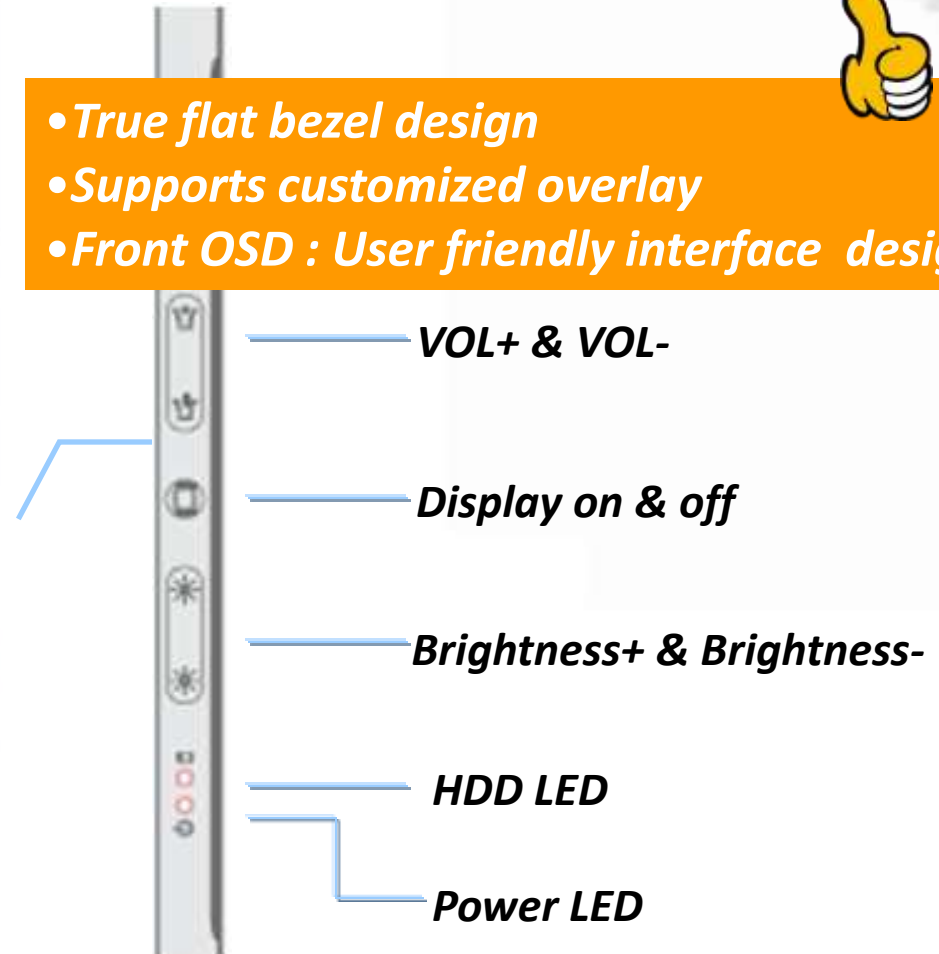 •True flat bezel design
•Supports customized overlay
•Front OSD : User friendly interface desig
VOL+ & VOL-
Display on & off
Brightness+ & Brightness-
HDD LED
Power LED